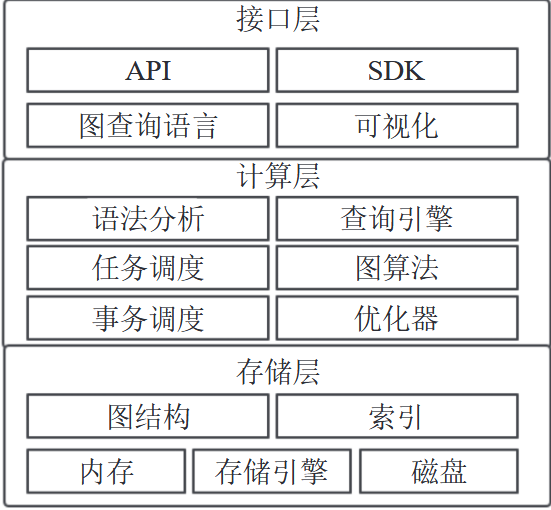 接口层
API SDK
图查询语言 可视化
计算层
语法分析 查询引擎
任务调度 图算法
事务调度 优化器
存储层
图结构 索引
内存 存储引擎 磁盘